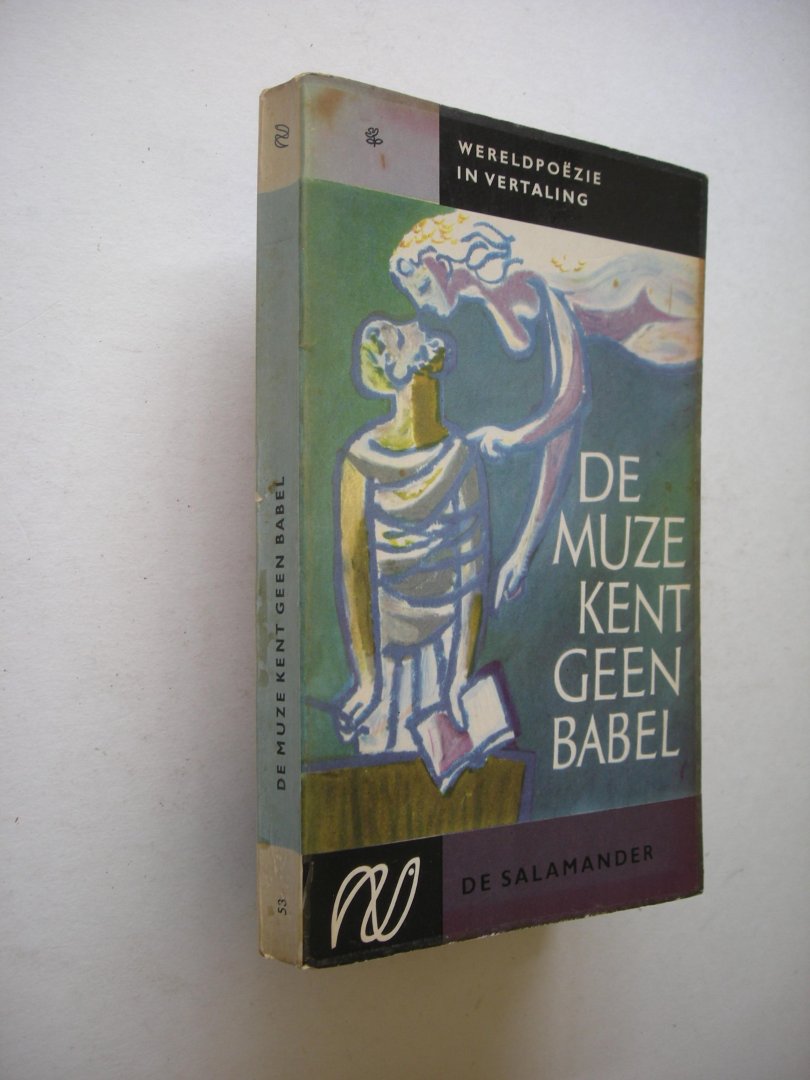 WERELDPOËZIE
IN VERTALING
DE
MUZE
KENT
GEEN
BABEL
DE SALAMANDER
DE MUZE KENT GEEN BABEL
53